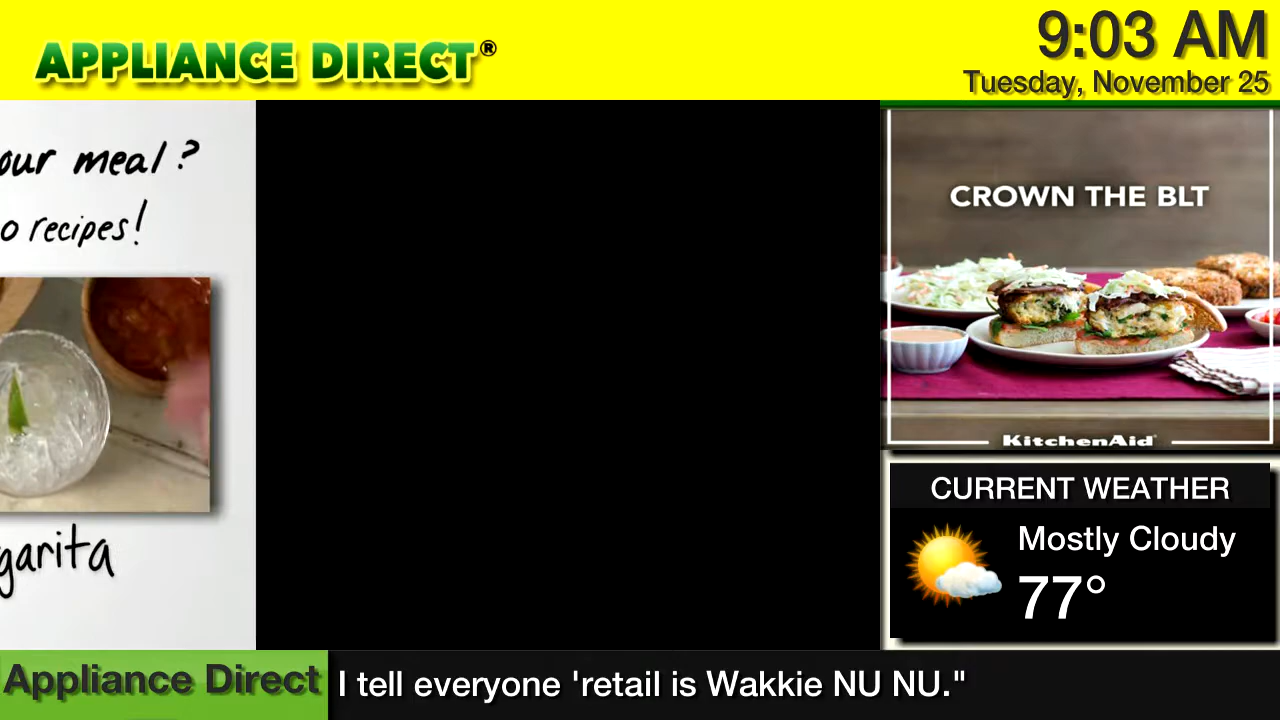 APPLIANCE DIRECT®
9:03 AM
Tuesday, November 25
our meal?
o recipes!
garita
CROWN THE BLT
KitchenAid
CURRENT WEATHER
Mostly Cloudy
77°
Appliance Direct
I tell everyone 'retail is Wakkie NU NU."